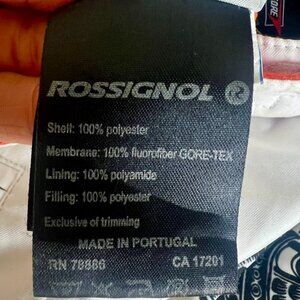 ROSSIGNOL
Shell: 100% polyester
Membrane: 100% fluorofiber GORE-TEX
Lining: 100% polyamide
Filling: 100% polyester
Exclusive of trimming
MADE IN PORTUGAL
RN 78886 CA 17201